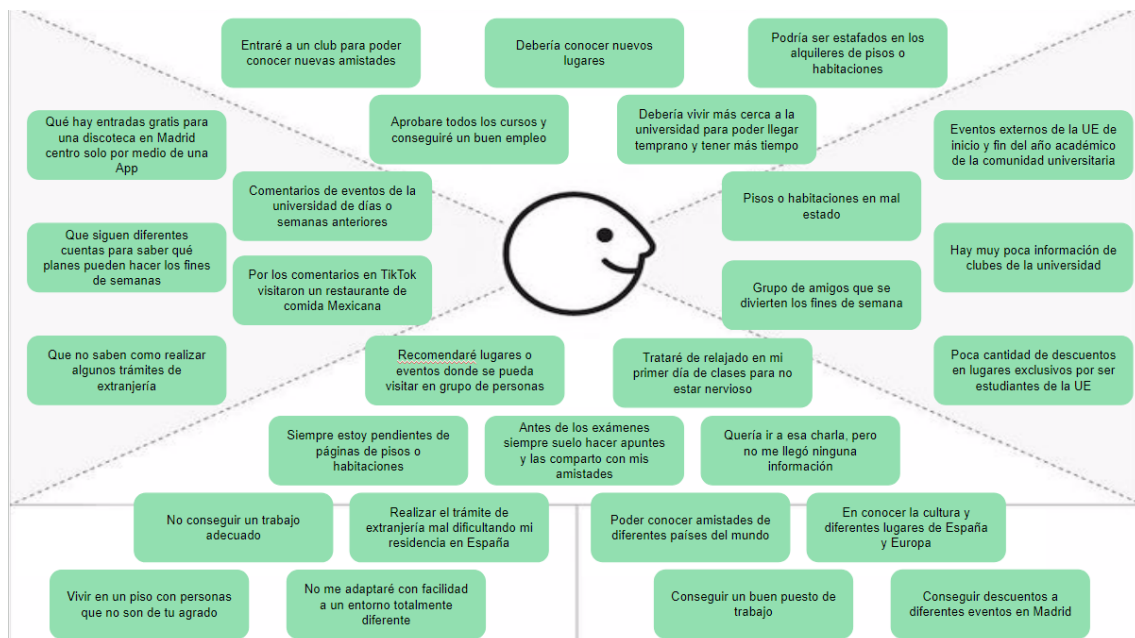 Entraré a un club para poder
conocer nuevas amistades
Debería conocer nuevos
lugares
Podría ser estafados en los
alquileres de pisos o
habitaciones
Aprobare todos los cursos y
conseguiré un buen empleo
Debería vivir más cerca a la
universidad para poder llegar
temprano y tener más tiempo
Qué hay entradas gratis para
una discoteca en Madrid
centro solo por medio de una
App
Comentarios de eventos de la
universidad de días o
semanas anteriores
Que siguen diferentes
cuentas para saber qué
planes pueden hacer los fines
de semanas
Por los comentarios en TikTok
visitaron un restaurante de
comida Mexicana
Que no saben como realizar
algunos trámites de
extranjería
Eventos externos de la UE de
inicio y fin del año académico
de la comunidad universitaria
Pisos o habitaciones en mal
estado
Hay muy poca información de
clubes de la universidad
Grupo de amigos que se
divierten los fines de semana
Poca cantidad de descuentos
en lugares exclusivos por ser
estudiantes de la UE
Recomendaré lugares o
eventos donde se pueda
visitar en grupo de personas
Trataré de relajado en mi
primer día de clases para no
estar nervioso
Siempre estoy pendientes de
páginas de pisos o
habitaciones
Antes de los exámenes
siempre suelo hacer apuntes
y las comparto con mis
amistades
Quería ir a esa charla, pero
no me llegó ninguna
información
No conseguir un trabajo
adecuado
Realizar el trámite de
extranjería mal dificultando mi
residencia en España
Vivir en un piso con personas
que no son de tu agrado
No me adaptaré con facilidad
a un entorno totalmente
diferente
Poder conocer amistades de
diferentes países del mundo
En conocer la cultura y
diferentes lugares de España
y Europa
Conseguir un buen puesto de
trabajo
Conseguir descuentos a
diferentes eventos en Madrid